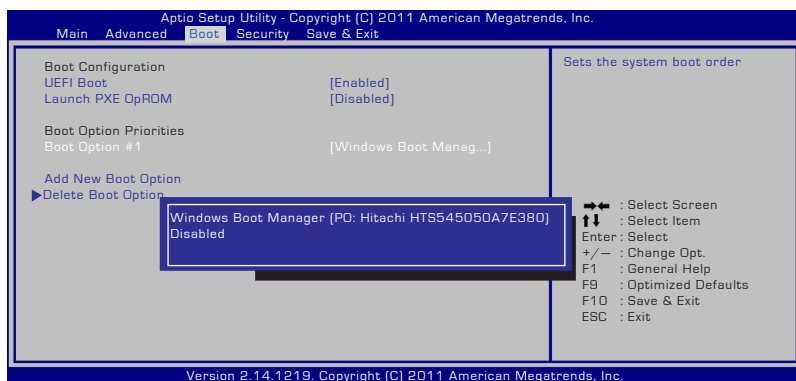 Aptio Setup Utility - Copyright (C) 2011 American Megatrends, Inc.
Main Advanced Boot Security Save & Exit
Boot Configuration
UEFI Boot [Enabled]
Launch PXE OpROM [Disabled]
Boot Option Priorities
Boot Option #1 [Windows Boot Manag...]
Add New Boot Option
Delete Boot Option
Windows Boot Manager (PO: Hitachi HTS545050A7E380)
Disabled
Sets the system boot order
: Select Screen
: Select Item
Enter : Select
+/— : Change Opt.
F1 : General Help
F9 : Optimized Defaults
F10 : Save & Exit
ESC : Exit
Version 2.14.1219. Copyright (C) 2011 American Megatrends, Inc.